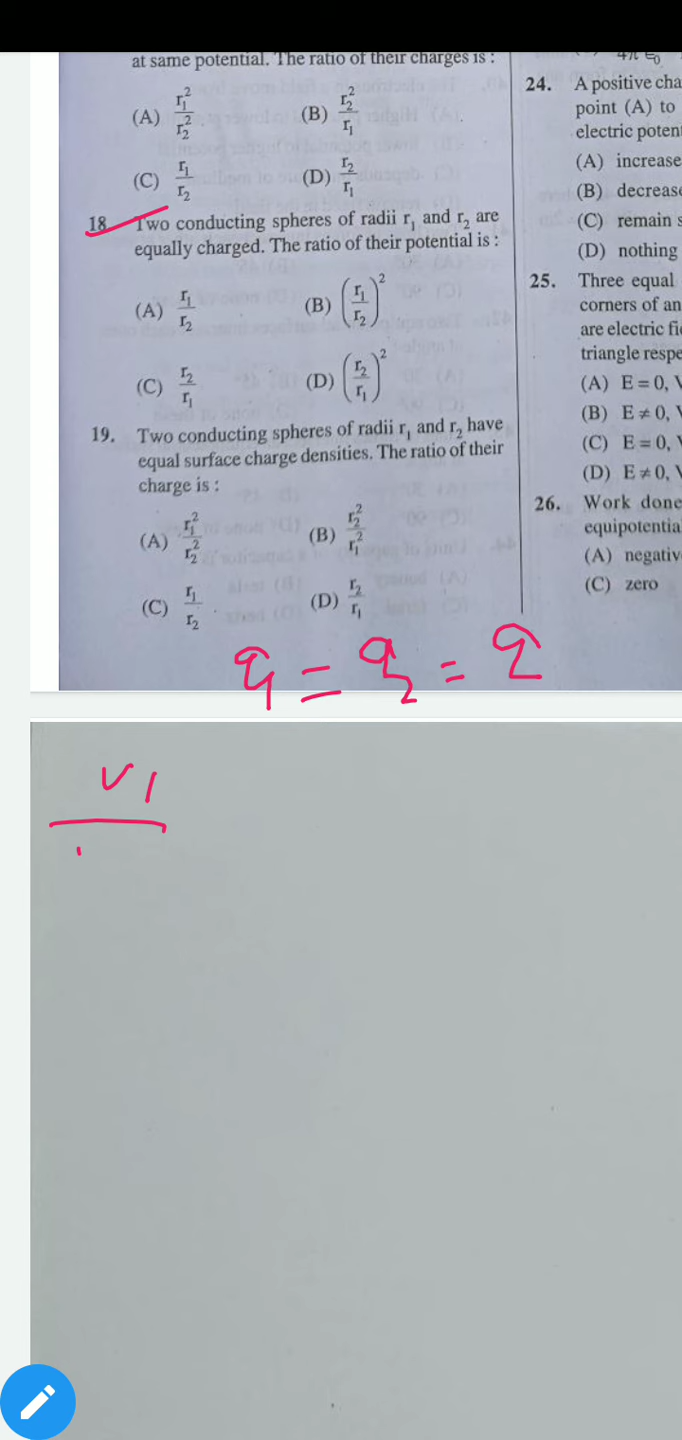 at same potential. The ratio of their charges is :
(A) r₁²/r₂² (B) r₂²/r₁
(C) r₁/r₂ (D) r₂/r₁
18 Two conducting spheres of radii r₁ and r₂ are
equally charged. The ratio of their potential is :
(A) r₁/r₂ (B) (r₁/r₂)²
(C) r₂/r₁ (D) (r₂/r₁)²
19. Two conducting spheres of radii r₁ and r₂ have
equal surface charge densities. The ratio of their
charge is :
(A) r₁²/r₂² (B) r₂²/r₁²
(C) r₁/r₂ (D) r₂/r₁
4π ε₀
24. A positive cha
point (A) to
electric poten
(A) increase
(B) decrease
(C) remain s
(D) nothing
25. Three equal
corners of an
are electric fi
triangle respe
(A) E = 0, V
(B) E ≠ 0, V
(C) E = 0, V
(D) E ≠ 0, V
26. Work done
equipotentia
(A) negativ
(C) zero
q₁ = q₂ = q
V1